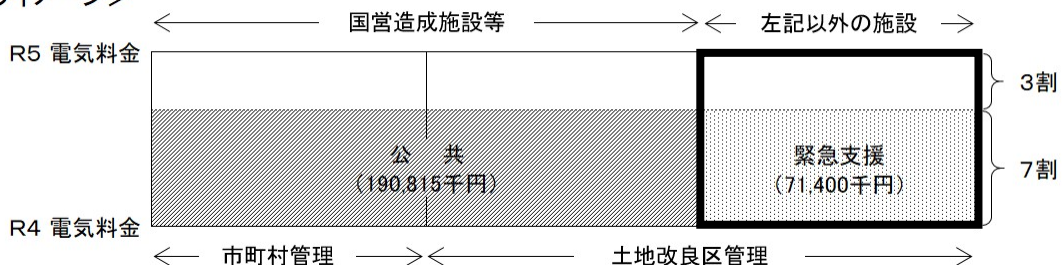 国営造成施設等
左記以外の施設
R5 電気料金
3割
公　共
(190,815千円)
緊急支援
(71,400千円)
7割
R4 電気料金
市町村管理
土地改良区管理